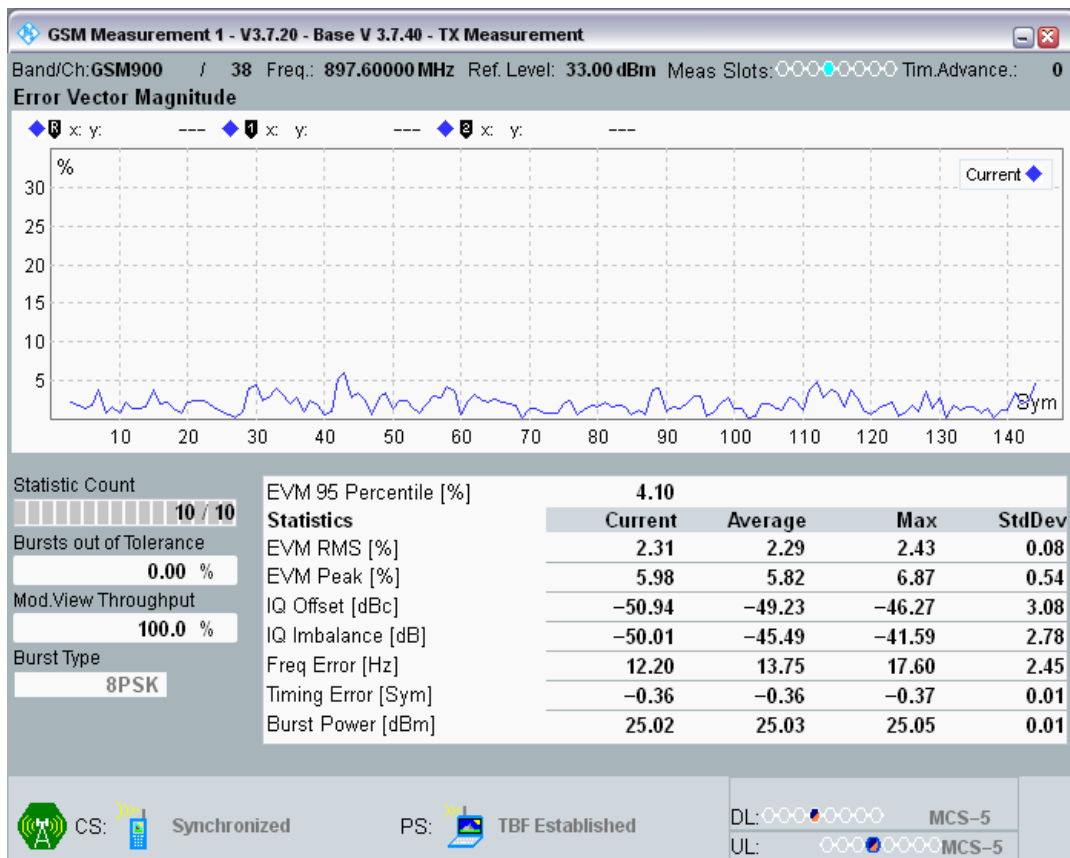 GSM Measurement 1 - V3.7.20 - Base V 3.7.40 - TX Measurement
Band/Ch:GSM900 / 38 Freq.: 897.60000 MHz Ref. Level: 33.00 dBm Meas Slots: Tim.Advance.: 0
Error Vector Magnitude
R x: y: --- 1 x: y: --- 2 x: y: ---
%
Current
30
25
20
15
10
5
Sym
10 20 30 40 50 60 70 80 90 100 110 120 130 140
Statistic Count
10 / 10
Bursts out of Tolerance
0.00 %
Mod.View Throughput
100.0 %
Burst Type
8PSK
EVM 95 Percentile [%] 4.10
Statistics Current Average Max StdDev
EVM RMS [%] 2.31 2.29 2.43 0.08
EVM Peak [%] 5.98 5.82 6.87 0.54
IQ Offset [dBc] −50.94 −49.23 −46.27 3.08
IQ Imbalance [dB] −50.01 −45.49 −41.59 2.78
Freq Error [Hz] 12.20 13.75 17.60 2.45
Timing Error [Sym] −0.36 −0.36 −0.37 0.01
Burst Power [dBm] 25.02 25.03 25.05 0.01
CS: Synchronized PS: TBF Established
DL: MCS−5
UL: MCS−5